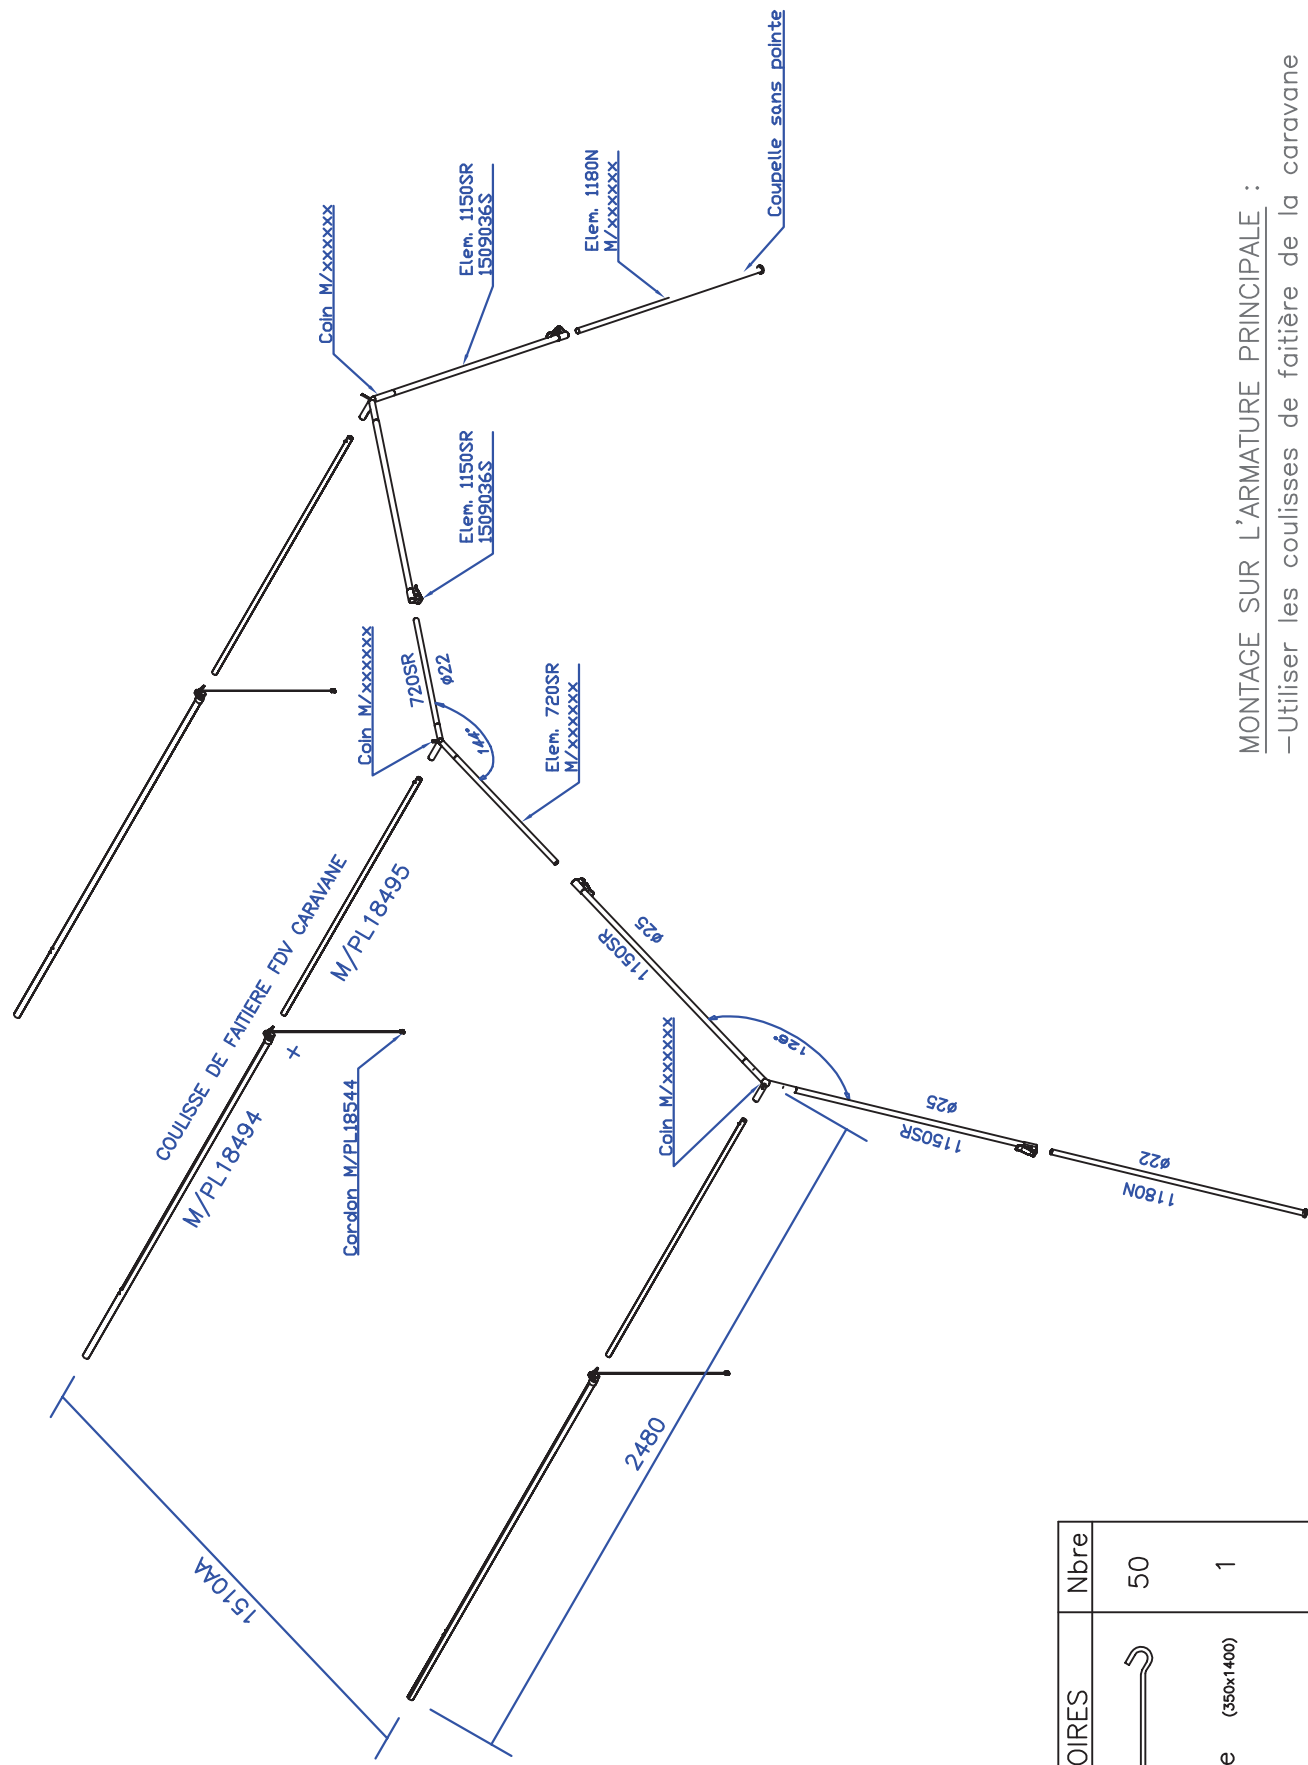 Coin M/xxxxxx
Elem. 1150SR
1509036S
Elem. 1180N
M/xxxxxx
Coupelle sans pointe
Elem. 1150SR
1509036S
Coin M/xxxxxx
720SR
ø22
144°
Elem. 720SR
M/xxxxxx
COULISSE DE FAITIERE FDV CARAVANE
M/PL18494
+
M/PL18495
Cordon M/PL18544
1150SR
ø25
Coin M/xxxxxx
126°
1150SR
ø25
1180N
ø22
1510AA
2480
MONTAGE SUR L'ARMATURE PRINCIPALE :
-Utiliser les coulisses de faitière de la caravane
OIRES
Nbre
50
e (350x1400)
1